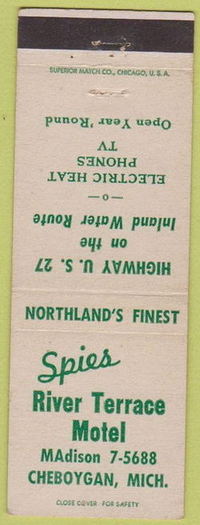 SUPERIOR MATCH CO., CHICAGO, U. S. A.
HIGHWAY U. S. 27
on the
Inland Water Route
—o—
ELECTRIC HEAT
PHONES
TV
Open Year 'Round
NORTHLAND'S FINEST
Spies
River Terrace
Motel
MAdison 7-5688
CHEBOYGAN, MICH.
CLOSE COVER FOR SAFETY